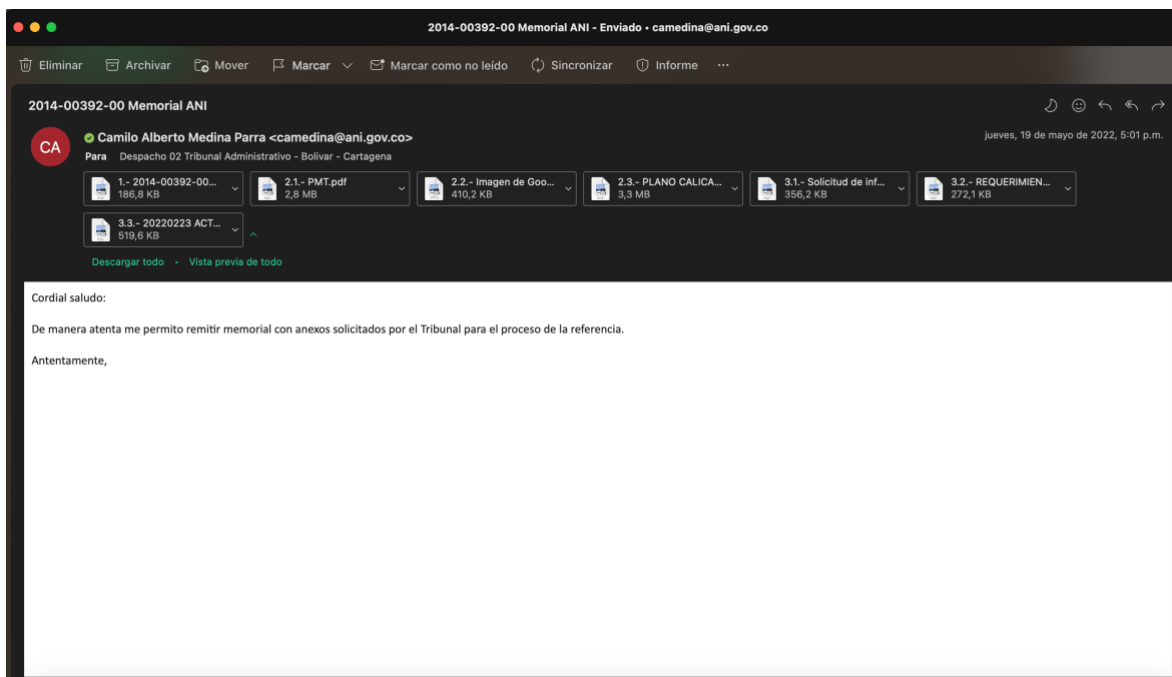 2014-00392-00 Memorial ANI - Enviado • camedina@ani.gov.co
Eliminar Archivar Mover Marcar Marcar como no leído Sincronizar Informe ...
2014-00392-00 Memorial ANI
CA
Camilo Alberto Medina Parra <camedina@ani.gov.co>
jueves, 19 de mayo de 2022, 5:01 p.m.
Para Despacho 02 Tribunal Administrativo - Bolivar - Cartagena
1.- 2014-00392-00... 2.1.- PMT.pdf 2.2.- Imagen de Goo... 2.3.- PLANO CALICA... 3.1.- Solicitud de inf... 3.2.- REQUERIMIEN...
186,8 KB 2,8 MB 410,2 KB 3,3 MB 356,2 KB 272,1 KB
3.3.- 20220223 ACT...
519,6 KB
Descargar todo • Vista previa de todo
Cordial saludo:
De manera atenta me permito remitir memorial con anexos solicitados por el Tribunal para el proceso de la referencia.
Antentamente,